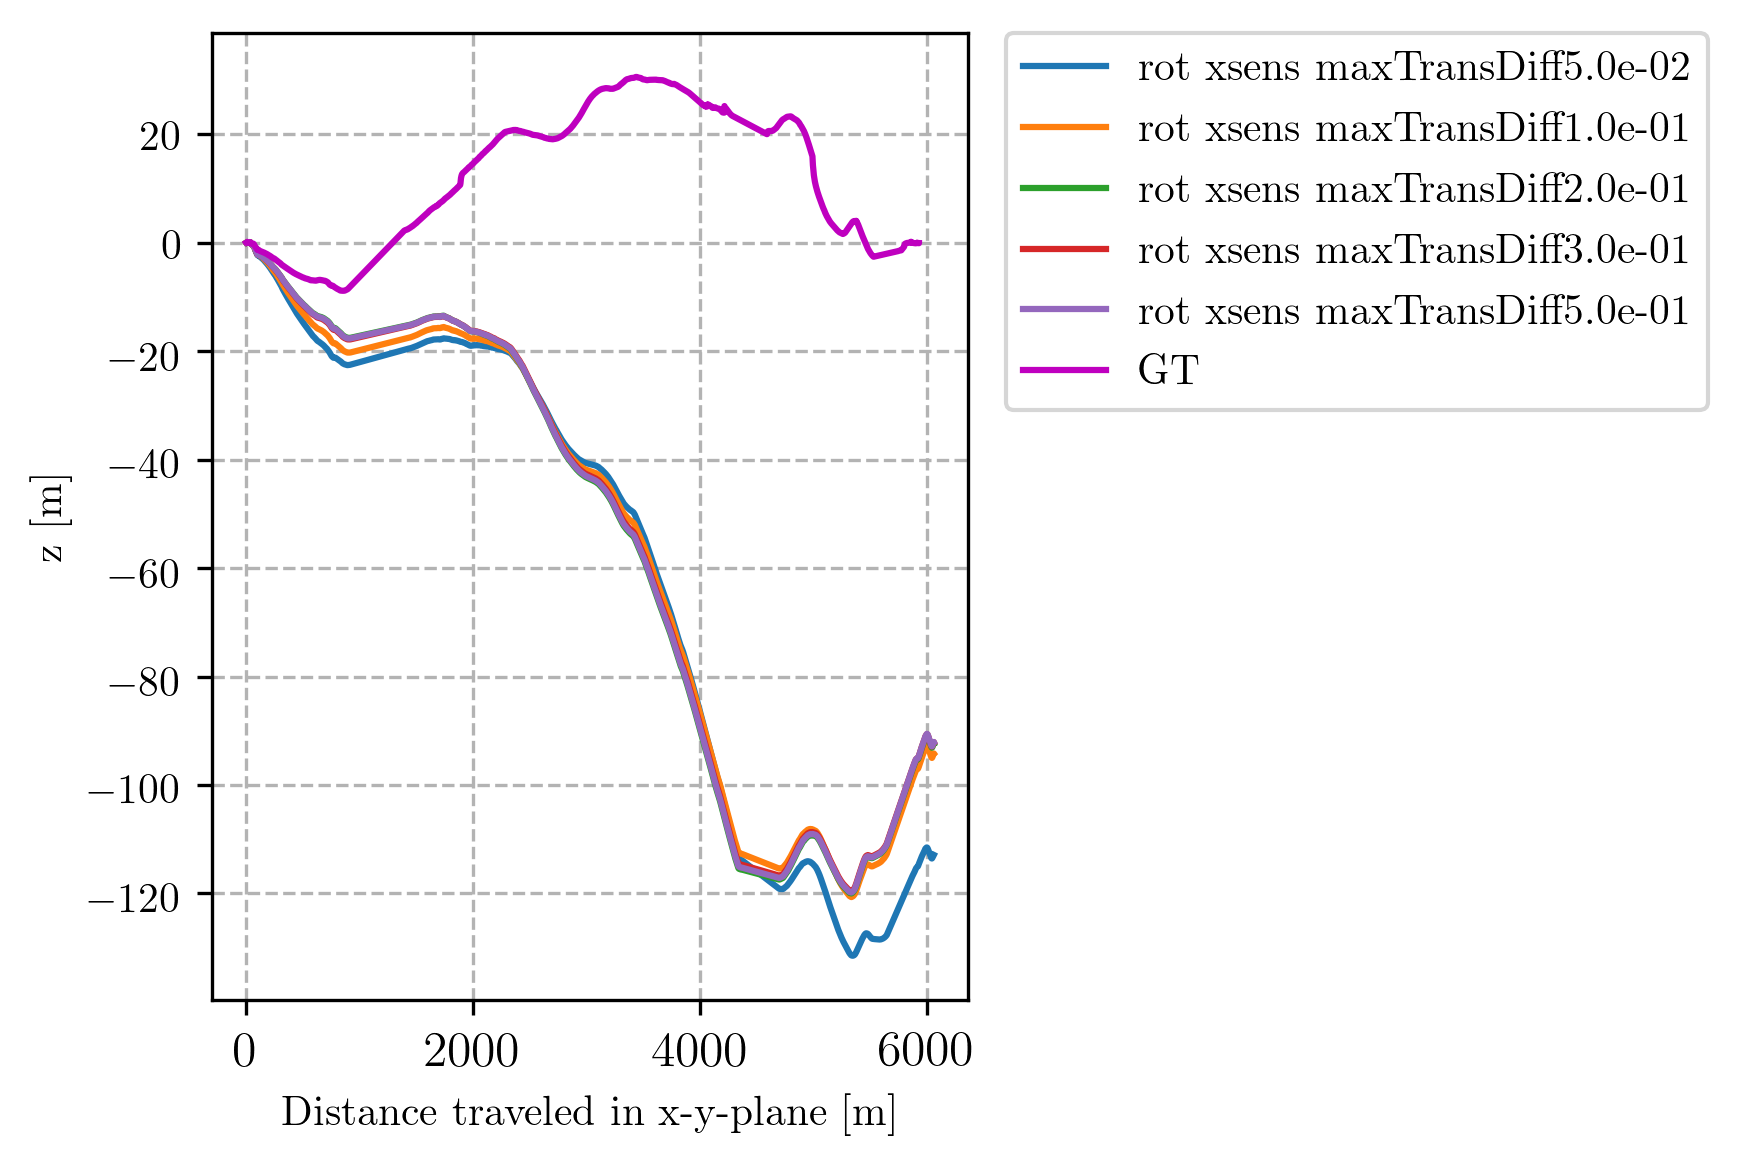 20
0
−20
−40
−60
−80
−100
−120
z [m]
0 2000 4000 6000
Distance traveled in x-y-plane [m]
rot xsens maxTransDiff5.0e-02
rot xsens maxTransDiff1.0e-01
rot xsens maxTransDiff2.0e-01
rot xsens maxTransDiff3.0e-01
rot xsens maxTransDiff5.0e-01
GT